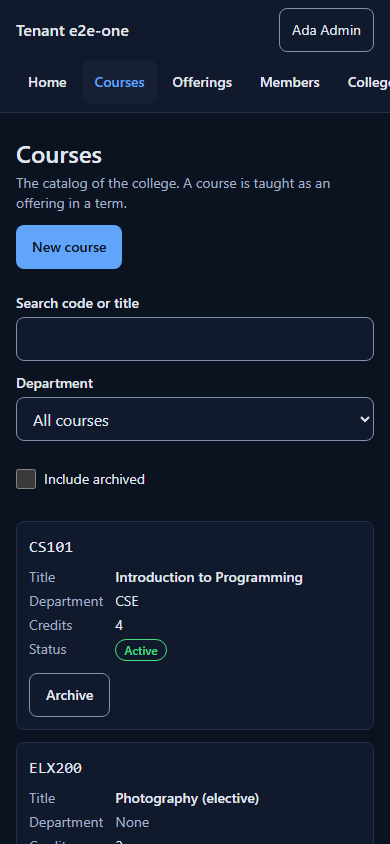 Tenant e2e-one
Ada Admin
Home Courses Offerings Members
Courses
The catalog of the college. A course is taught as an
offering in a term.
New course
Search code or title
Department
All courses
Include archived
CS101
Title Introduction to Programming
Department CSE
Credits 4
Status Active
Archive
ELX200
Title Photography (elective)
Department None